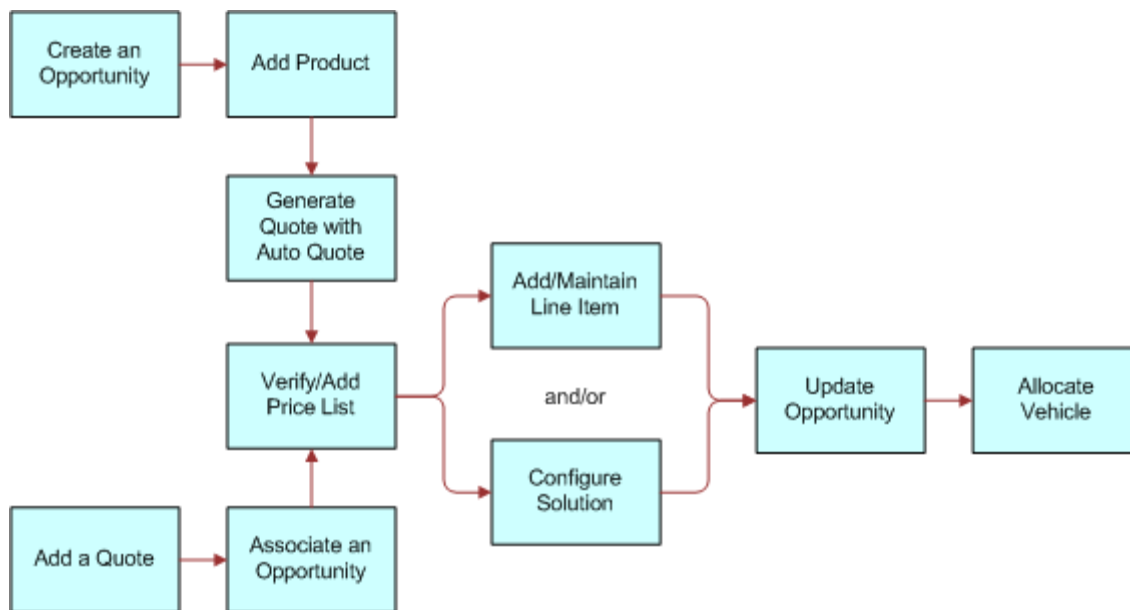 Create an
Opportunity
Add Product
Generate
Quote with
Auto Quote
Verify/Add
Price List
Add a Quote
Associate an
Opportunity
Add/Maintain
Line Item
and/or
Configure
Solution
Update
Opportunity
Allocate
Vehicle